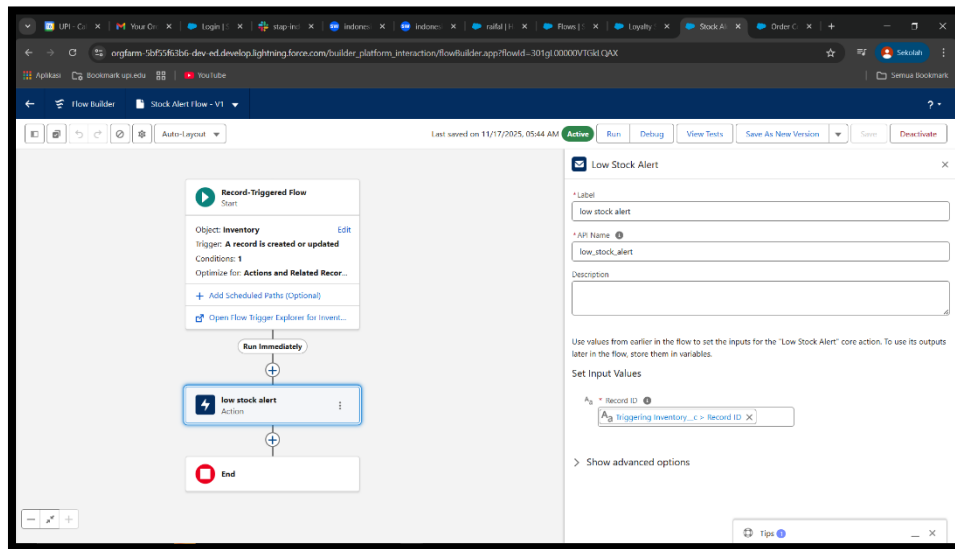 UPI - Ca
Your On
Login | S
stap-ind
indones
indones
naifal | H
Flows | S
Loyalty
Stock Al
Order C
orgfarm-5bf55f63b6-dev-ed.develop.lightning.force.com/builder_platform_interaction/flowBuilder.app?flowId=301gL00000VTGkLQAX
Sekolah
Aplikasi
Bookmark upi.edu
YouTube
Semua Bookmark
Flow Builder
Stock Alert Flow - V1
?
Auto-Layout
Last saved on 11/17/2025, 05:44 AM
Active
Run
Debug
View Tests
Save As New Version
Save
Deactivate
Record-Triggered Flow
Start
Object: Inventory
Edit
Trigger: A record is created or updated
Conditions: 1
Optimize for: Actions and Related Recor...
+ Add Scheduled Paths (Optional)
Open Flow Trigger Explorer for Invent...
Run Immediately
low stock alert
Action
End
Low Stock Alert
* Label
low stock alert
* API Name
low_stock_alert
Description
Use values from earlier in the flow to set the inputs for the "Low Stock Alert" core action. To use its outputs
later in the flow, store them in variables.
Set Input Values
Aa * Record ID
Aa Triggering Inventory__c > Record ID
Show advanced options
Tips 1